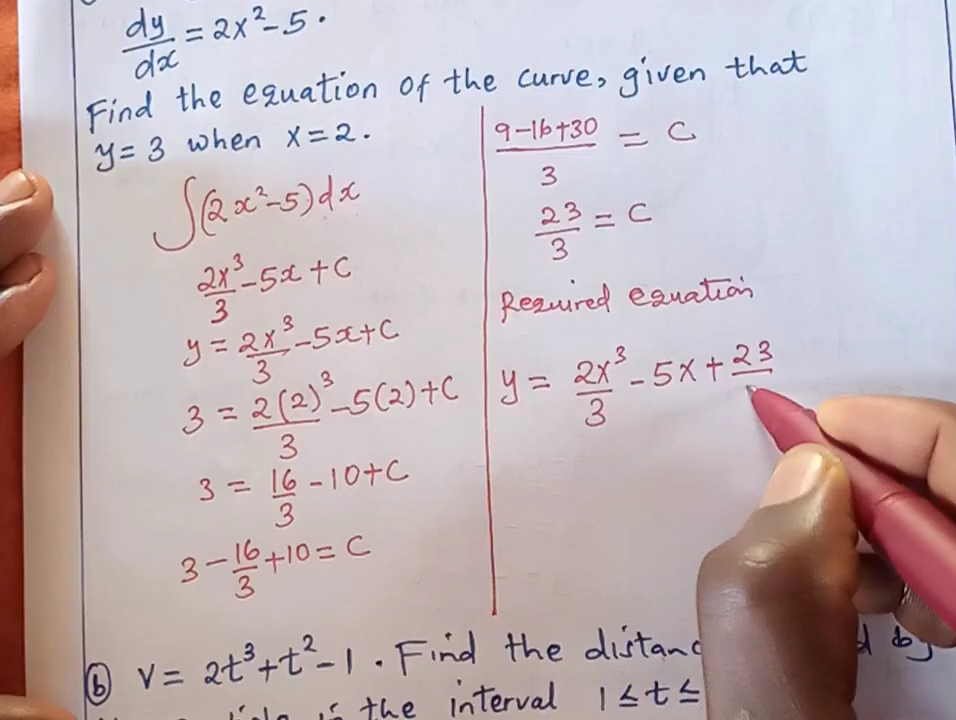 dy/dx = 2x² - 5 .
Find the equation of the curve, given that
y = 3 when x = 2 .
∫(2x²-5)dx
2x³/3 - 5x + C
y = 2x³/3 - 5x + C
3 = 2(2)³/3 - 5(2) + C
3 = 16/3 - 10 + C
3 - 16/3 + 10 = C
9-16+30/3 = C
23/3 = C
Required equation
y = 2x³/3 - 5x + 23
(b) V = 2t³ + t² - 1 . Find the by
the interval 1 ≤ t ≤